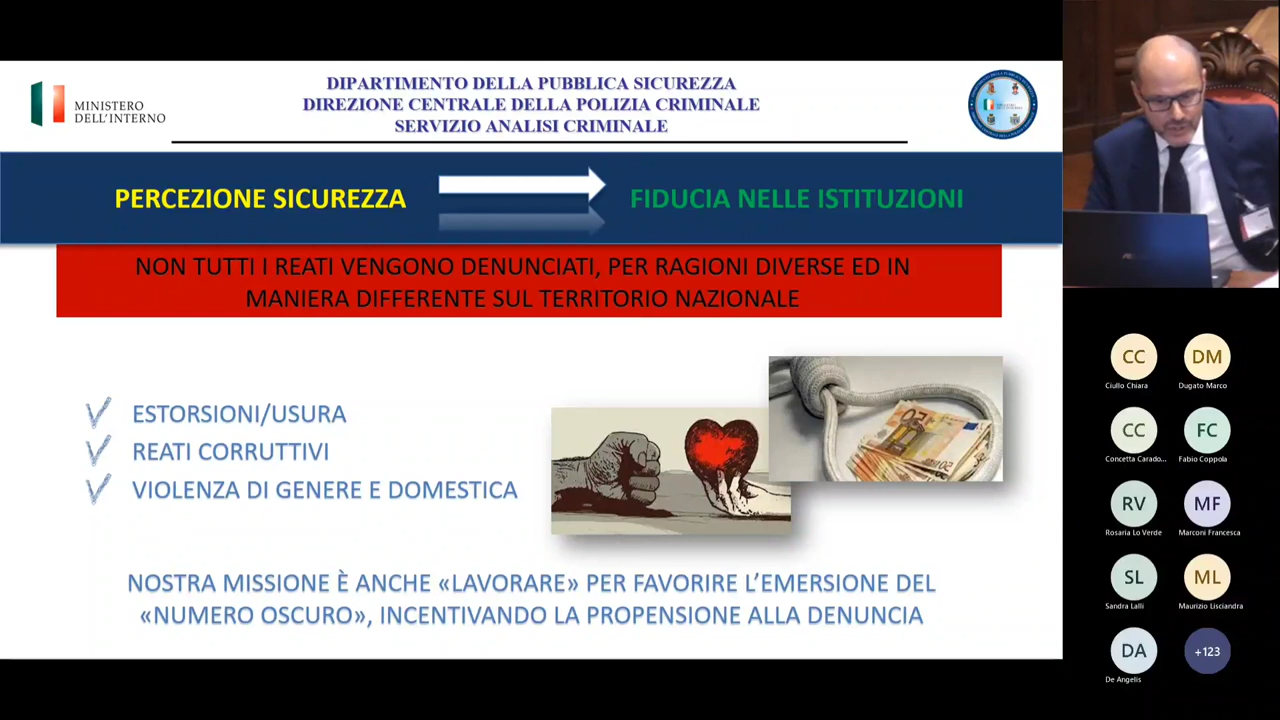 MINISTERO
DELL'INTERNO
DIPARTIMENTO DELLA PUBBLICA SICUREZZA
DIREZIONE CENTRALE DELLA POLIZIA CRIMINALE
SERVIZIO ANALISI CRIMINALE
PERCEZIONE SICUREZZA
FIDUCIA NELLE ISTITUZIONI
NON TUTTI I REATI VENGONO DENUNCIATI, PER RAGIONI DIVERSE ED IN
MANIERA DIFFERENTE SUL TERRITORIO NAZIONALE
ESTORSIONI/USURA
REATI CORRUTTIVI
VIOLENZA DI GENERE E DOMESTICA
50
NOSTRA MISSIONE È ANCHE «LAVORARE» PER FAVORIRE L'EMERSIONE DEL
«NUMERO OSCURO», INCENTIVANDO LA PROPENSIONE ALLA DENUNCIA
CC
Ciullo Chiara
DM
Dugato Marco
CC
Concetta Carado...
FC
Fabio Coppola
RV
Rosaria Lo Verde
MF
Marconi Francesca
SL
Sandra Lalli
ML
Maurizio Lisciandra
DA
De Angelis
+123